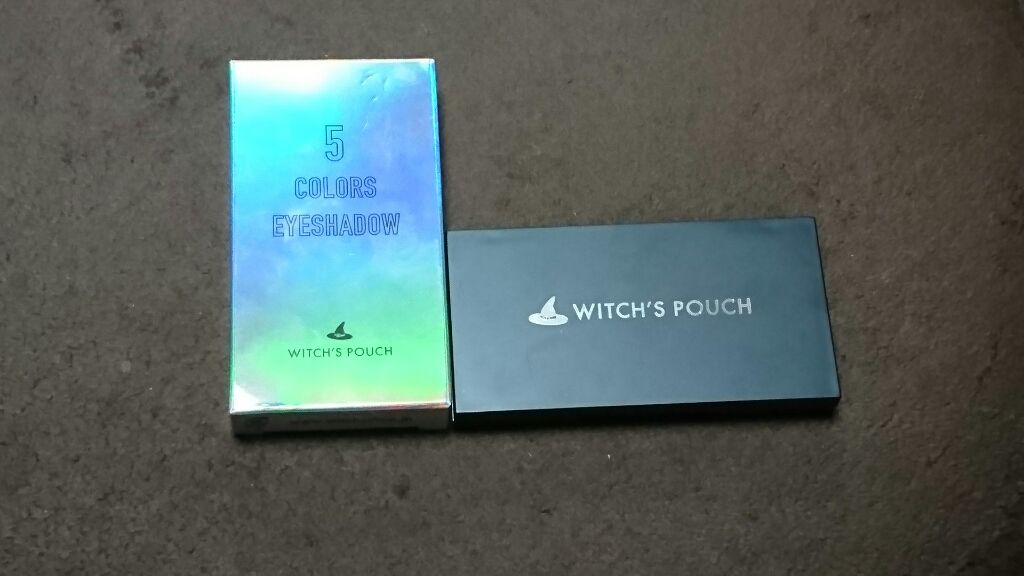 5
COLORS
EYESHADOW
WITCH'S POUCH
WITCH'S POUCH